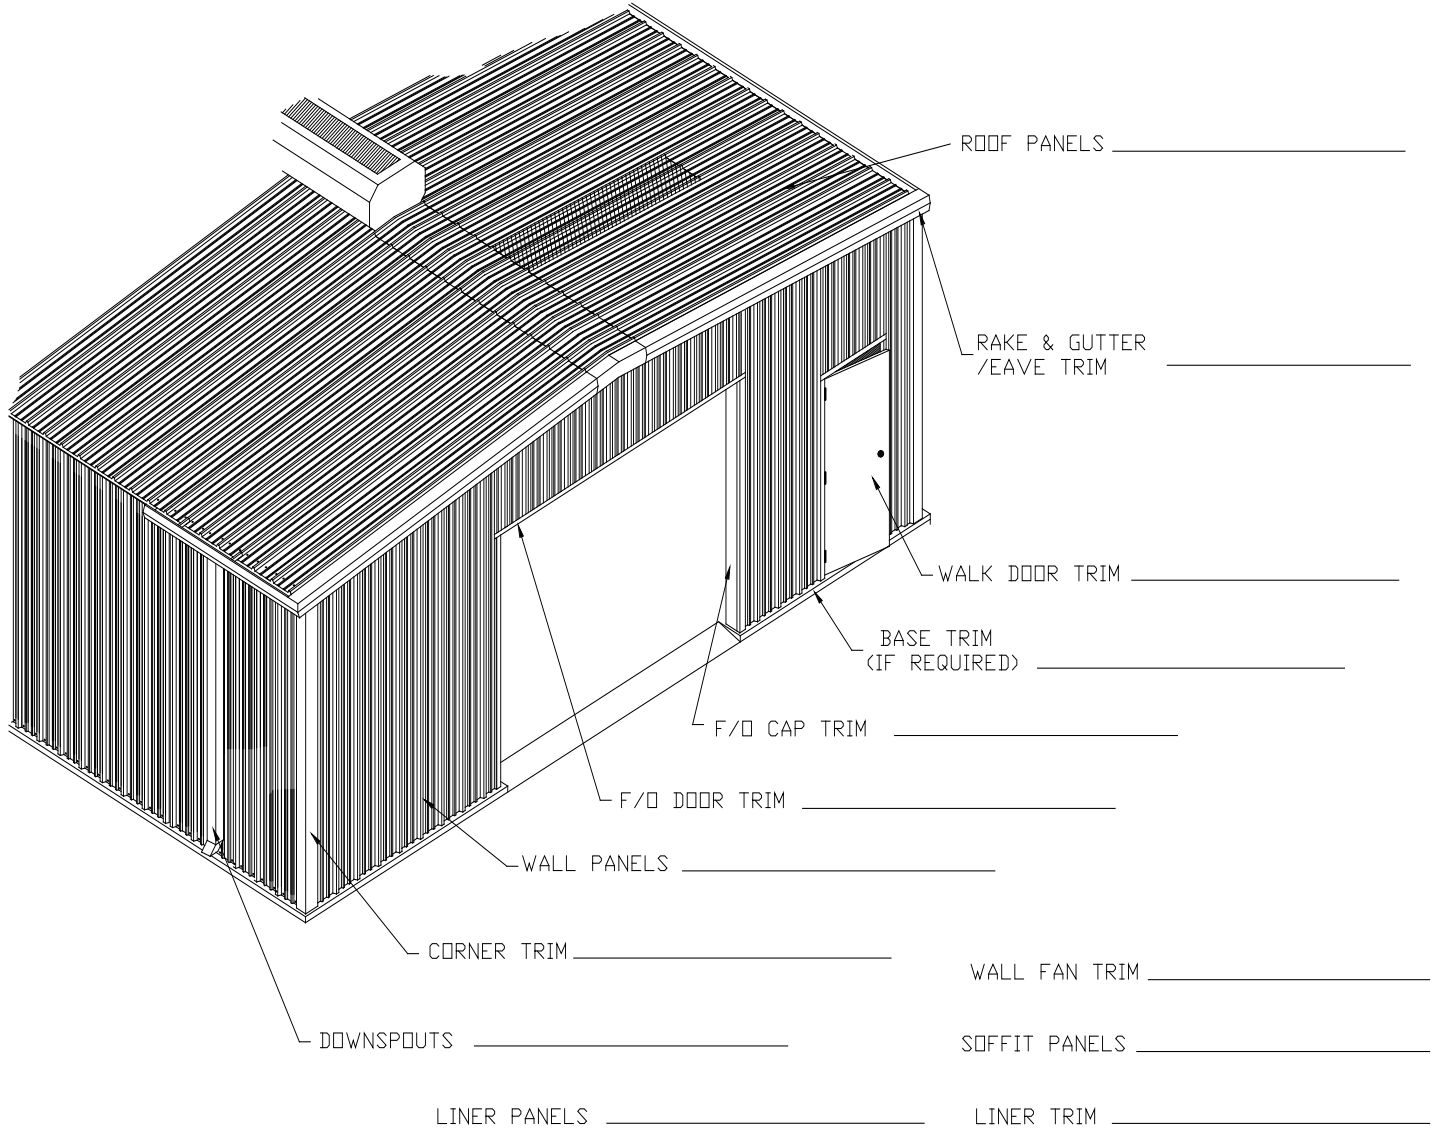 ROOF PANELS
RAKE & GUTTER
/EAVE TRIM
WALK DOOR TRIM
BASE TRIM
(IF REQUIRED)
F/O CAP TRIM
F/O DOOR TRIM
WALL PANELS
CORNER TRIM
WALL FAN TRIM
DOWNSPOUTS
SOFFIT PANELS
LINER PANELS
LINER TRIM